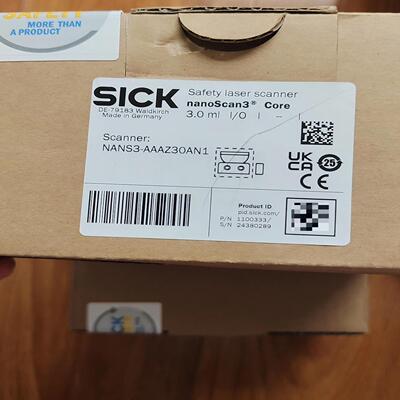 SAFETY
MORE THAN
A PRODUCT
SICK
DE-79183 Waldkirch
Made in Germany
Safety laser scanner
nanoScan3® Core
3.0 m| I/O | -- |
Scanner:
NANS3-AAAZ30AN1
UK
CA
25
CE
Product ID
pid.sick.com/
P/N 1100333/
S/N 24380289
SICK